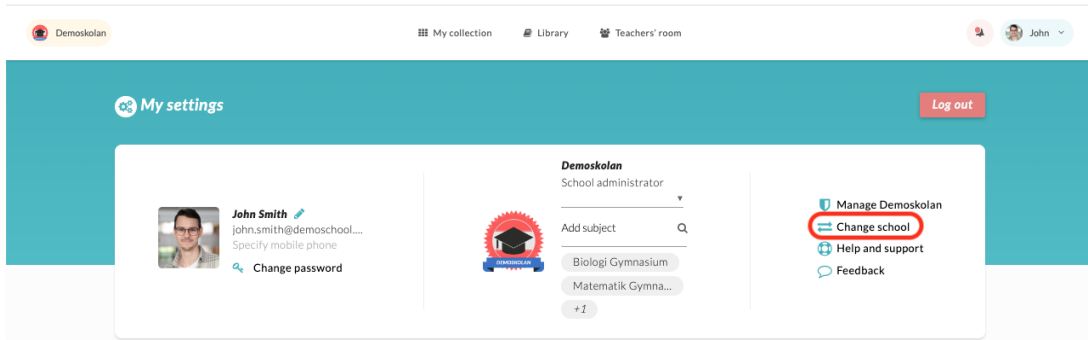 Demoskolan
My collection
Library
Teachers' room
John
My settings
Log out
John Smith
john.smith@demoschool....
Specify mobile phone
Change password
DEMOSKOLAN
Demoskolan
School administrator
Add subject
Biologi Gymnasium
Matematik Gymna...
+1
Manage Demoskolan
Change school
Help and support
Feedback